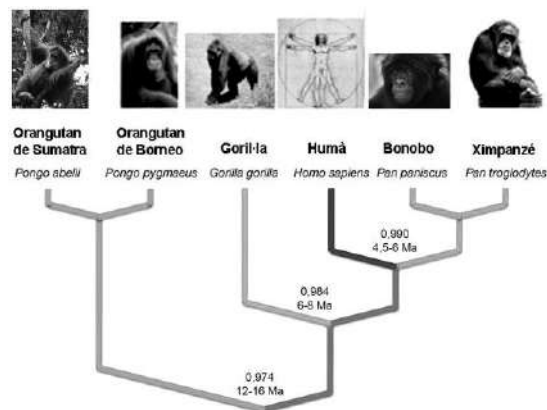 Orangutan de Sumatra
Pongo abelii
Orangutan de Borneo
Pongo pygmaeus
Goril·la
Gorilla gorilla
Humà
Homo sapiens
Bonobo
Pan paniscus
Ximpanzé
Pan troglodytes
0,990
4,5-6 Ma
0,984
6-8 Ma
0,974
12-16 Ma